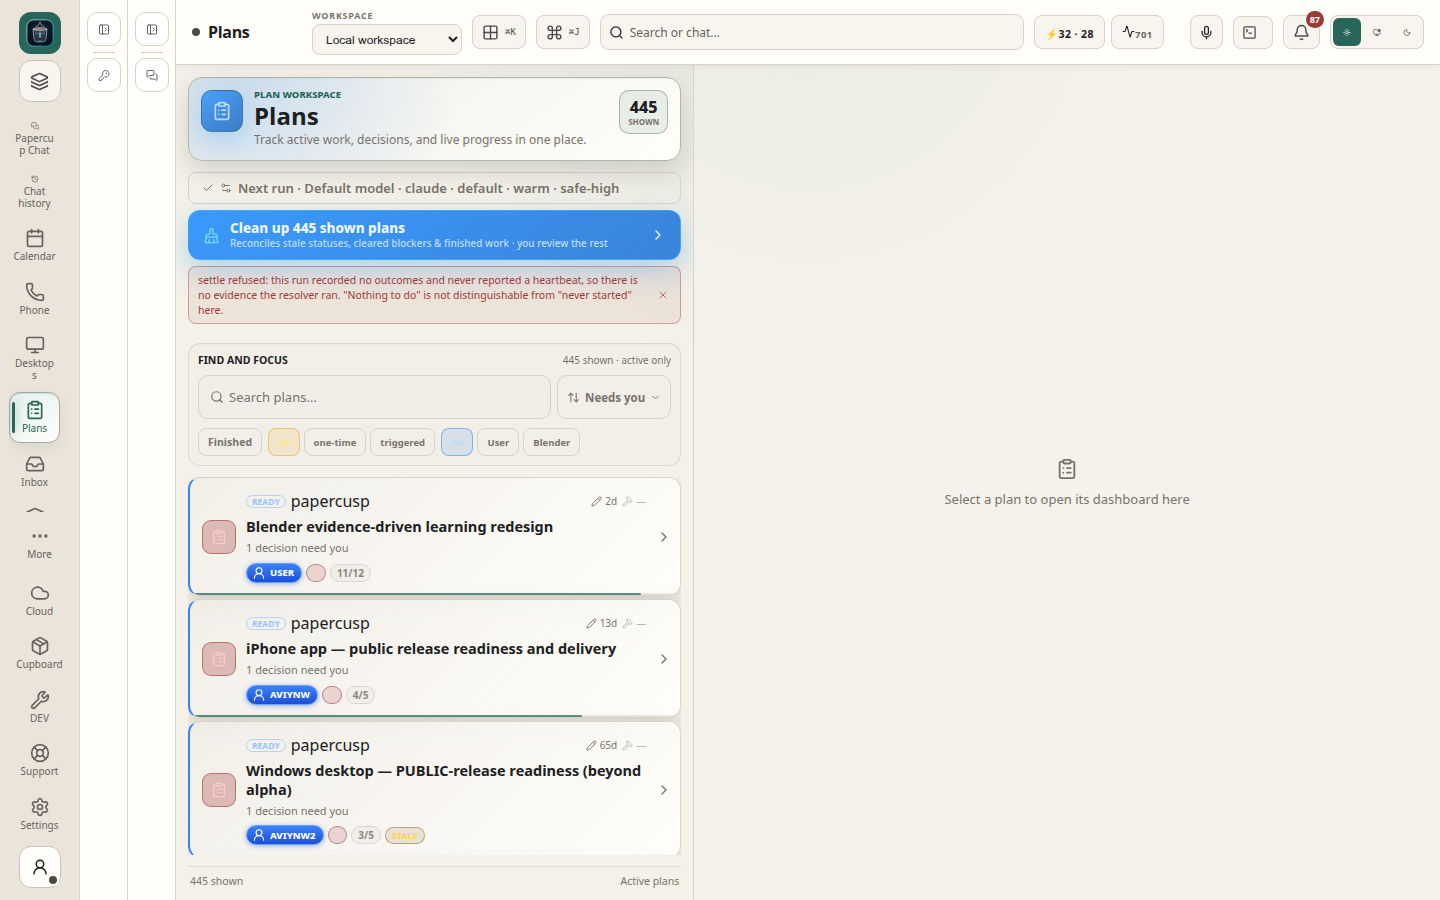 WORKSPACE
Plans
Local workspace
⌘K
⌘J
Search or chat...
⚡32 · 28
701
87
Papercu
p Chat
Chat
history
Calendar
Phone
Desktop
s
Plans
Inbox
More
Cloud
Cupboard
DEV
Support
Settings
PLAN WORKSPACE
Plans
Track active work, decisions, and live progress in one place.
445
SHOWN
Next run · Default model · claude · default · warm · safe-high
Clean up 445 shown plans
Reconciles stale statuses, cleared blockers & finished work · you review the rest
settle refused: this run recorded no outcomes and never reported a heartbeat, so there is
no evidence the resolver ran. "Nothing to do" is not distinguishable from "never started"
here.
FIND AND FOCUS
445 shown · active only
Search plans...
Needs you
Finished
All
one-time
triggered
All
User
Blender
READY papercusp
2d —
Blender evidence-driven learning redesign
1 decision need you
USER
11/12
READY papercusp
13d —
iPhone app — public release readiness and delivery
1 decision need you
AVIYNW
4/5
READY papercusp
65d —
Windows desktop — PUBLIC-release readiness (beyond
alpha)
1 decision need you
AVIYNW2
3/5
STALE
445 shown
Active plans
Select a plan to open its dashboard here